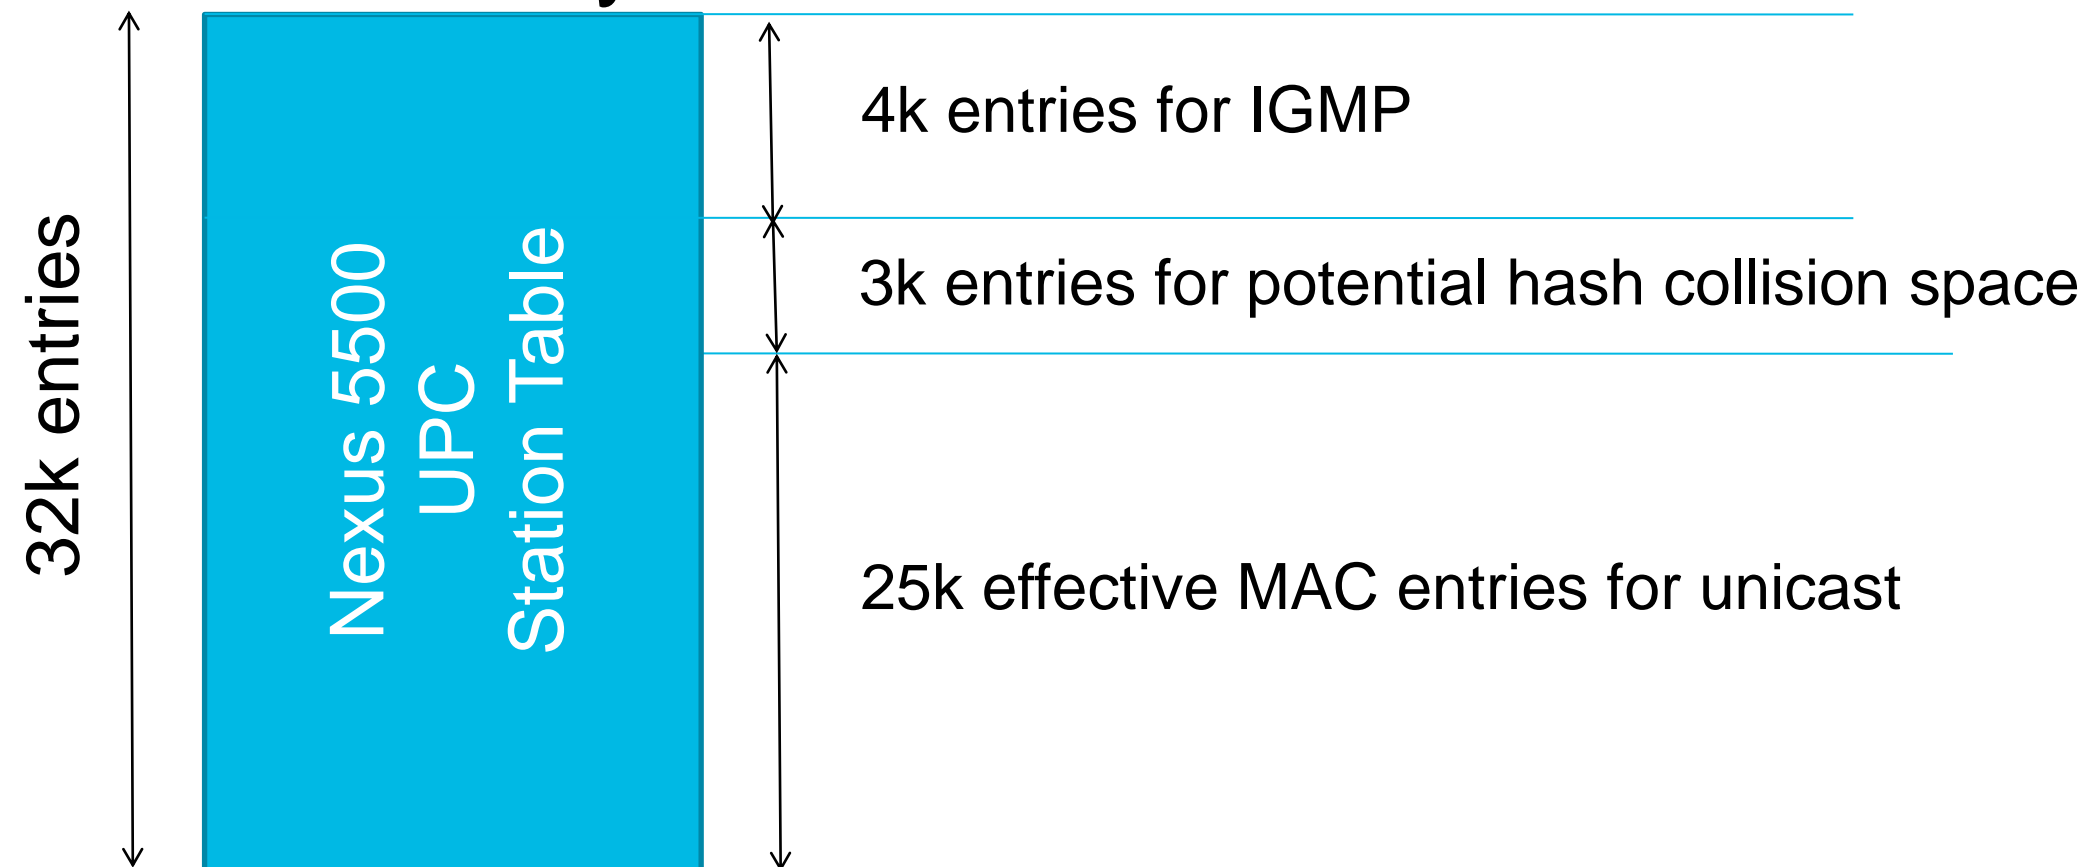 32k entries
Nexus 5500
UPC
Station Table
4k entries for IGMP
3k entries for potential hash collision space
25k effective MAC entries for unicast